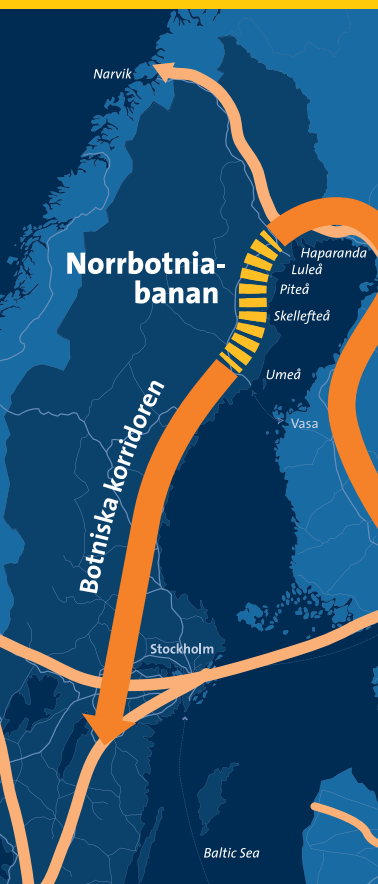 Narvik
Norrbotnia-
banan
Haparanda
Luleå
Piteå
Skellefteå
Umeå
Vasa
Botniska korridoren
Stockholm
Baltic Sea